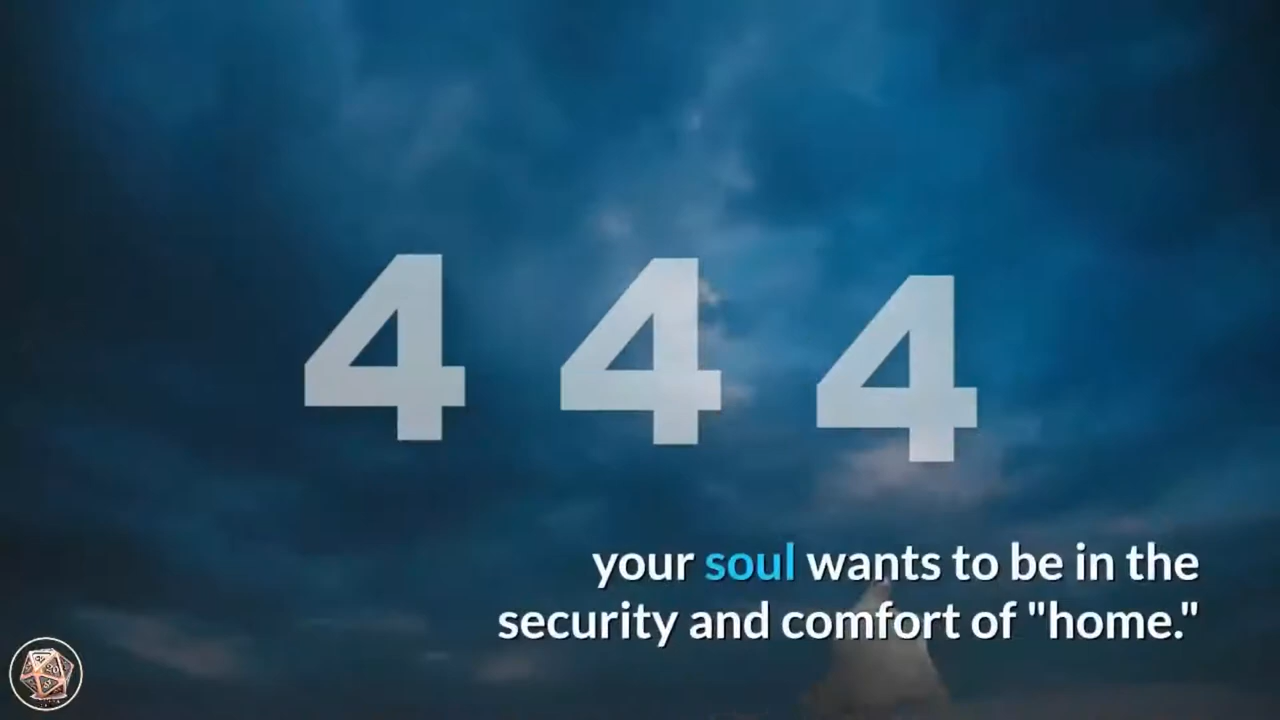 4 4 4
your soul wants to be in the
security and comfort of "home."